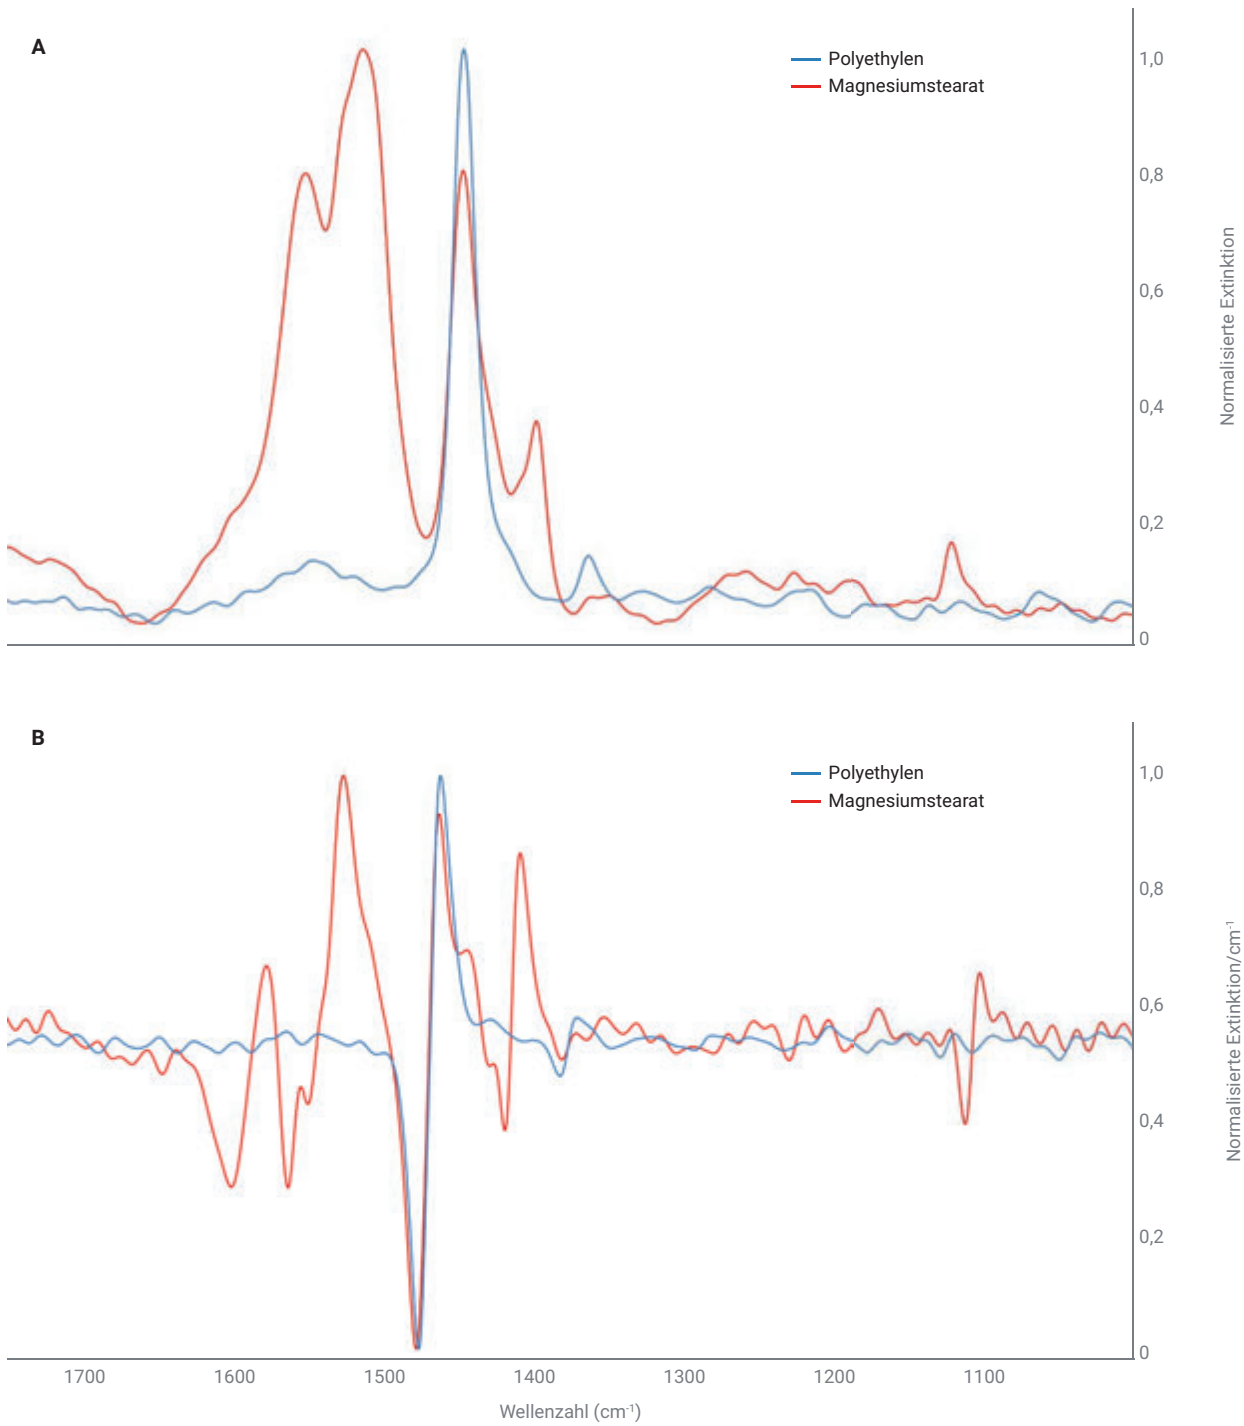 A
Polyethylen
Magnesiumstearat
1,0
0,8
0,6
0,4
0,2
0
Normalisierte Extinktion
B
Polyethylen
Magnesiumstearat
1,0
0,8
0,6
0,4
0,2
0
Normalisierte Extinktion/cm⁻¹
1700 1600 1500 1400 1300 1200 1100
Wellenzahl (cm⁻¹)